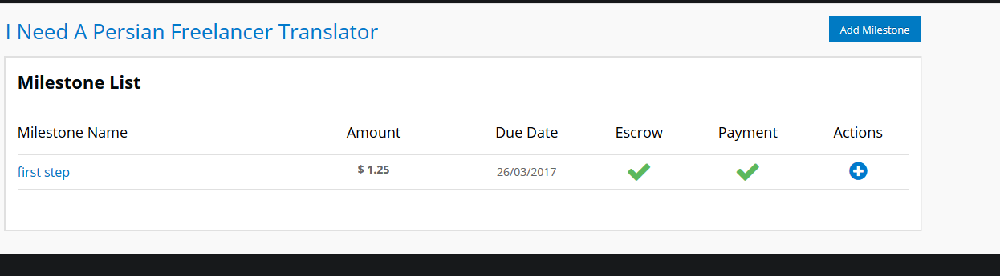 I Need A Persian Freelancer Translator
Add Milestone
Milestone List
Milestone Name Amount Due Date Escrow Payment Actions
first step $ 1.25 26/03/2017